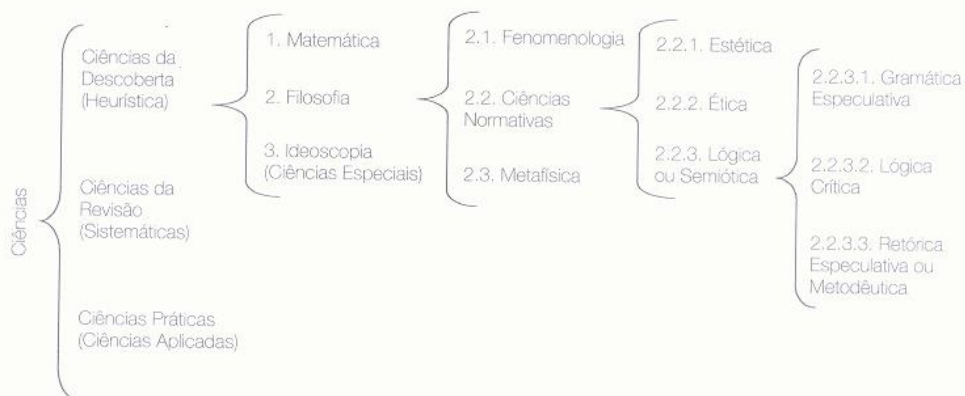 Ciências
Ciências da
Descoberta
(Heurística)
Ciências da
Revisão
(Sistemáticas)
Ciências Práticas
(Ciências Aplicadas)
1. Matemática
2. Filosofia
3. Ideoscopia
(Ciências Especiais)
2.1. Fenomenologia
2.2. Ciências
Normativas
2.3. Metafísica
2.2.1. Estética
2.2.2. Ética
2.2.3. Lógica
ou Semiótica
2.2.3.1. Gramática
Especulativa
2.2.3.2. Lógica
Crítica
2.2.3.3. Retórica
Especulativa ou
Metodêutica